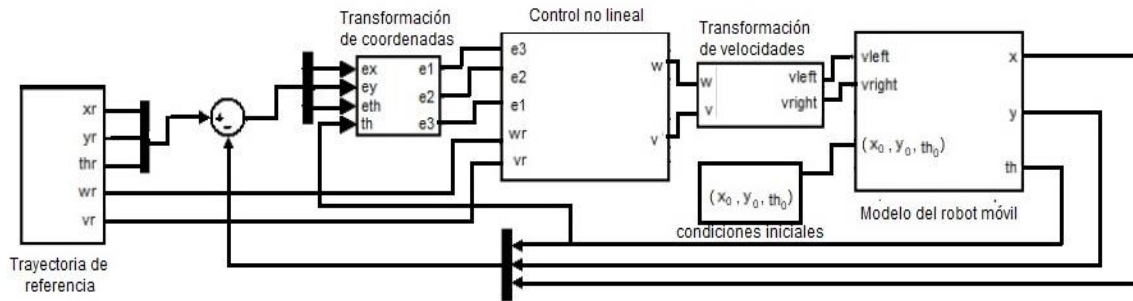 Trayectoria de
referencia
xr
yr
thr
wr
vr
+
-
Transformación
de coordenadas
ex
ey
eth
th
e1
e2
e3
Control no lineal
e3
e2
e1
wr
vr
w
v
Transformación
de velocidades
w
v
vleft
vright
(x0, y0, th0)
condiciones iniciales
vleft
vright
(x0, y0, th0)
x
y
th
Modelo del robot móvil